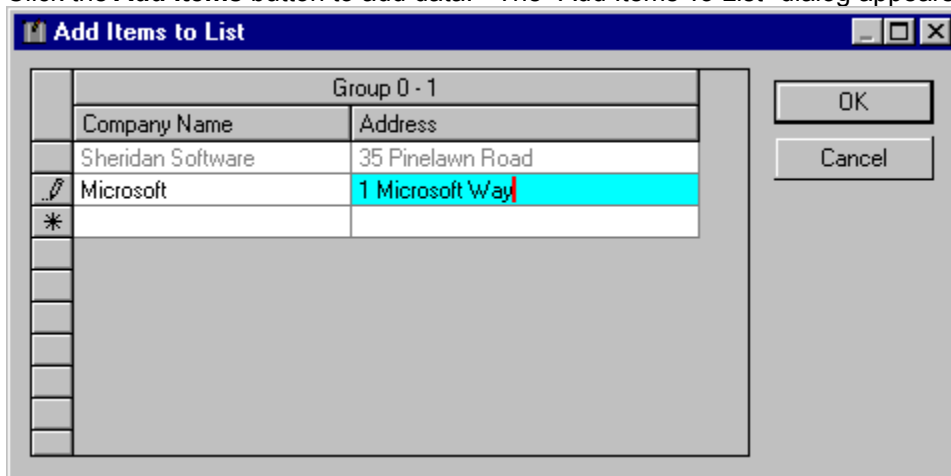 Click the Add Items button to add data. The "Add Items To List" dialog appears
Add Items to List
Group 0 - 1
OK
Company Name Address
Cancel
Sheridan Software 35 Pinelawn Road
Microsoft 1 Microsoft Way